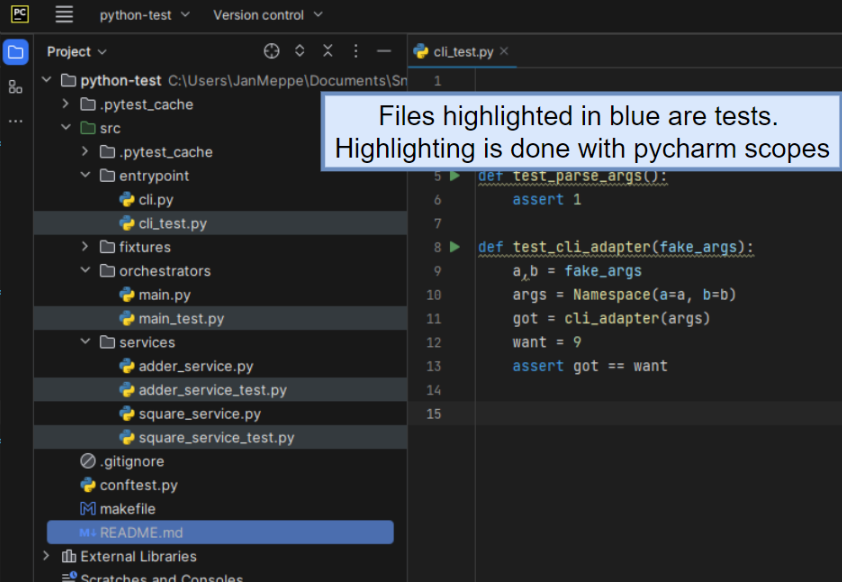 PC
python-test
Version control
Project
cli_test.py
python-test C:\Users\JanMeppe\Documents\Sn
.pytest_cache
src
.pytest_cache
entrypoint
cli.py
cli_test.py
fixtures
orchestrators
main.py
main_test.py
services
adder_service.py
adder_service_test.py
square_service.py
square_service_test.py
.gitignore
conftest.py
makefile
README.md
External Libraries
Scratches and Consoles
Files highlighted in blue are tests.
Highlighting is done with pycharm scopes
1
5 def test_parse_args():
6 assert 1
7
8 def test_cli_adapter(fake_args):
9 a,b = fake_args
10 args = Namespace(a=a, b=b)
11 got = cli_adapter(args)
12 want = 9
13 assert got == want
14
15